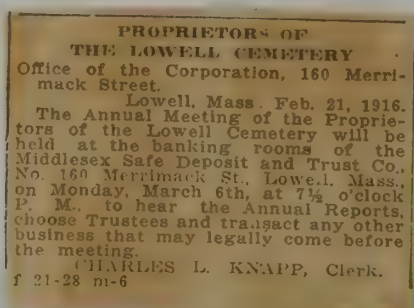 PROPRIETORS OF
THE LOWELL CEMETERY
Office of the Corporation, 160 Merri-
mack Street.
Lowell, Mass. Feb. 21, 1916.
The Annual Meeting of the Proprie-
tors of the Lowell Cemetery will be
held at the banking rooms of the
Middlesex Safe Deposit and Trust Co.,
No. 160 Merrimack St., Lowell, Mass.,
on Monday, March 6th, at 7½ o'clock
P. M., to hear the Annual Reports,
choose Trustees and transact any other
business that may legally come before
the meeting.
CHARLES L. KNAPP, Clerk.
f 21-28 m-6